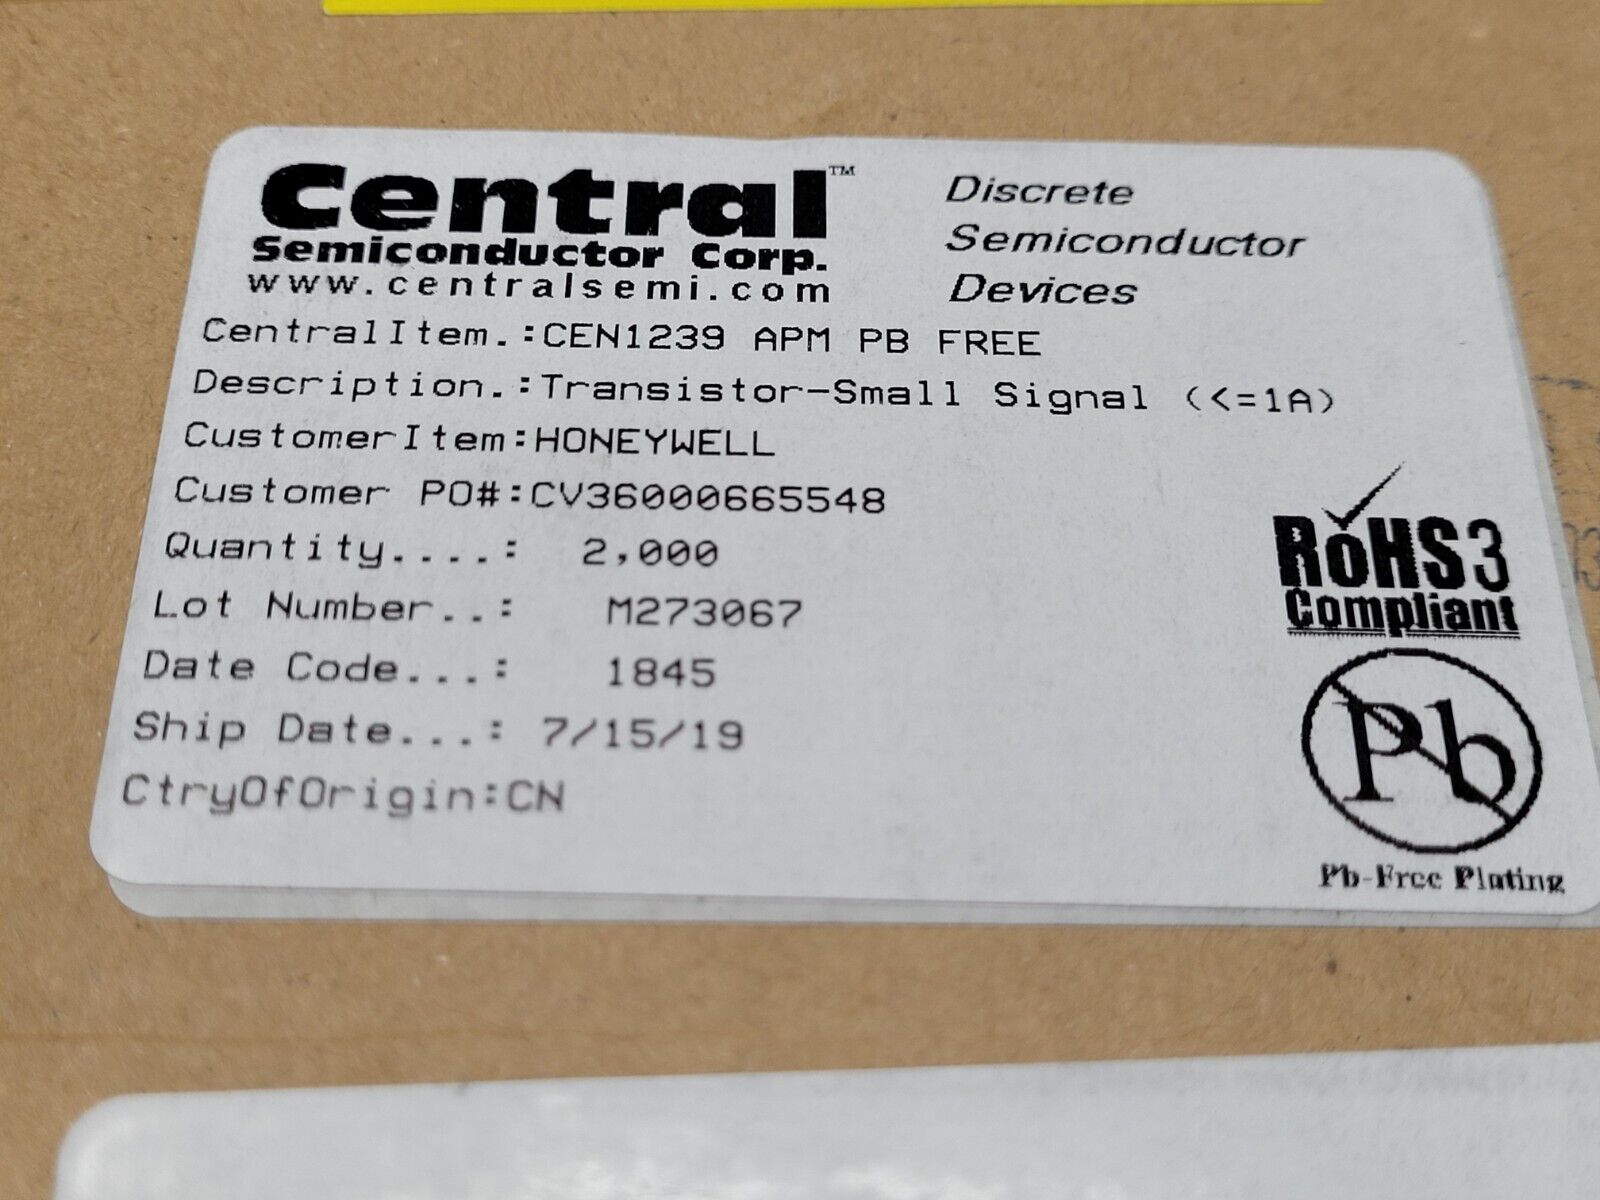 Central™
Semiconductor Corp.
www.centralsemi.com
Discrete
Semiconductor
Devices
CentralItem.:CEN1239 APM PB FREE
Description.:Transistor-Small Signal (<=1A)
CustomerItem:HONEYWELL
Customer PO#:CV36000665548
Quantity....: 2,000
Lot Number..: M273067
Date Code...: 1845
Ship Date...: 7/15/19
CtryOfOrigin:CN
RoHS3
Compliant
Pb
Pb-Free Plating